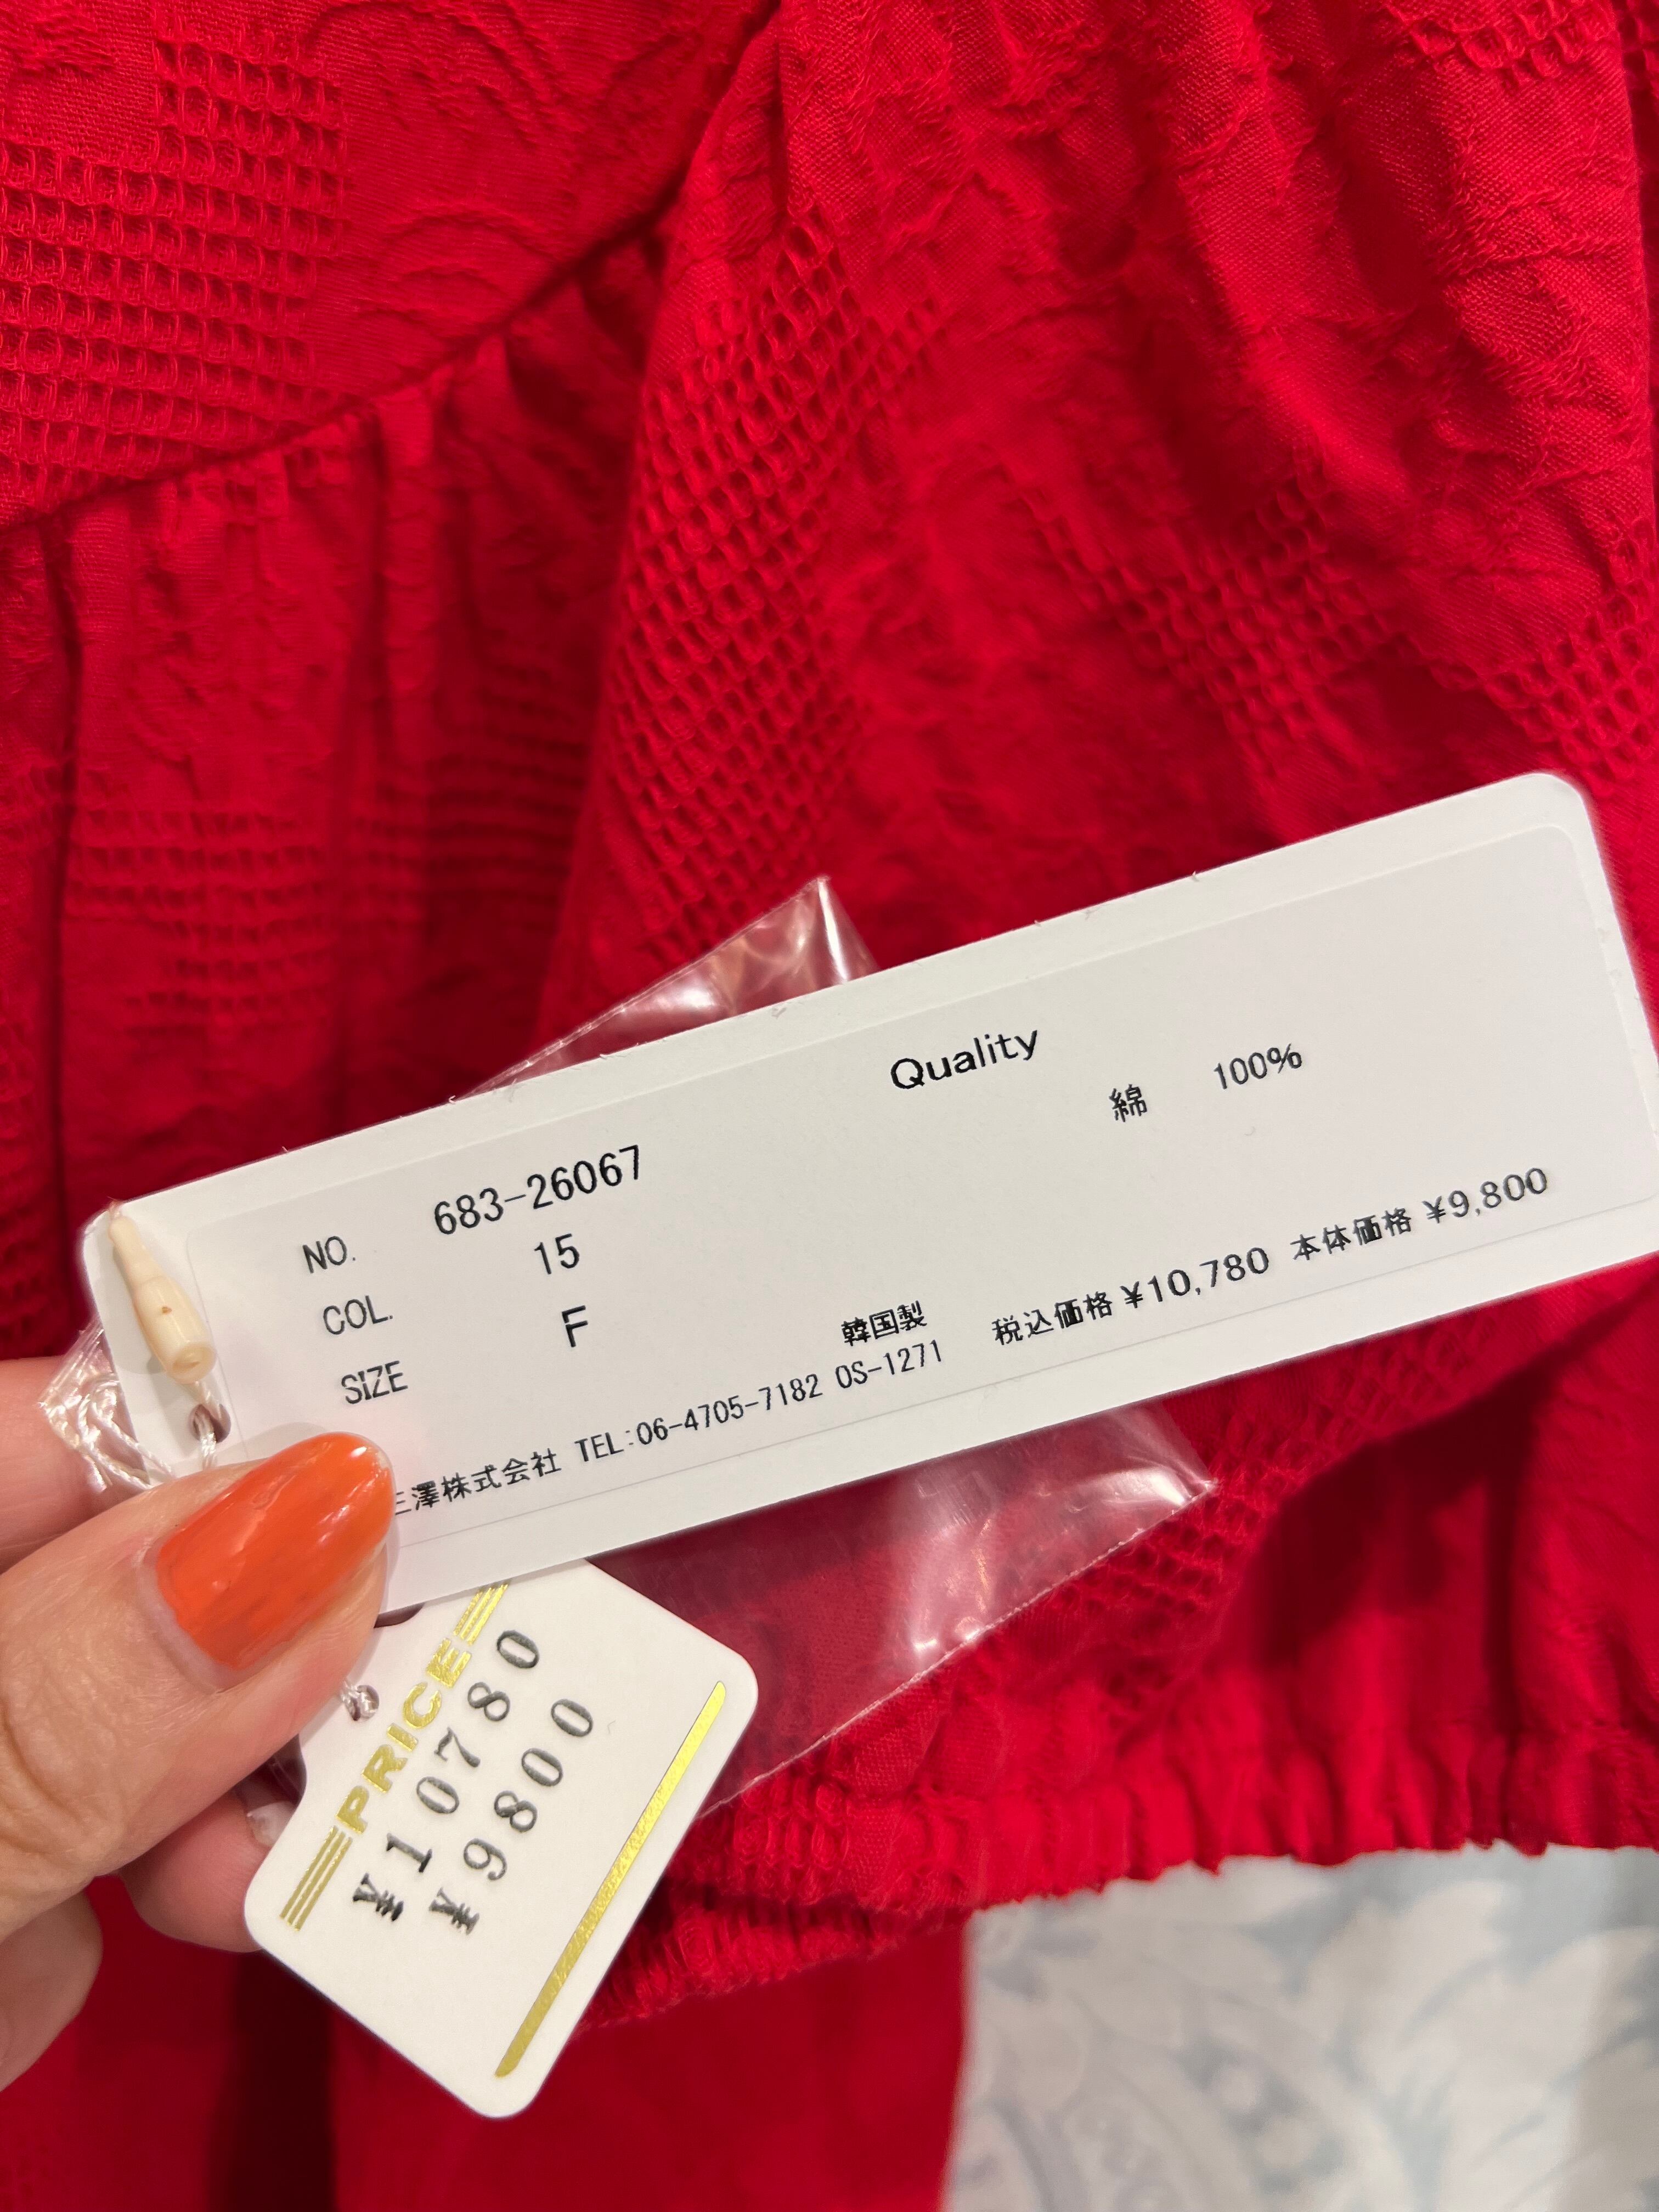 Quality
綿 100%
NO. 683-26067
COL. 15
SIZE F
韓国製
税込価格 ¥10,780 本体価格 ¥9,800
澤株式会社 TEL:06-4705-7182 OS-1271
PRICE
¥10780
¥9800